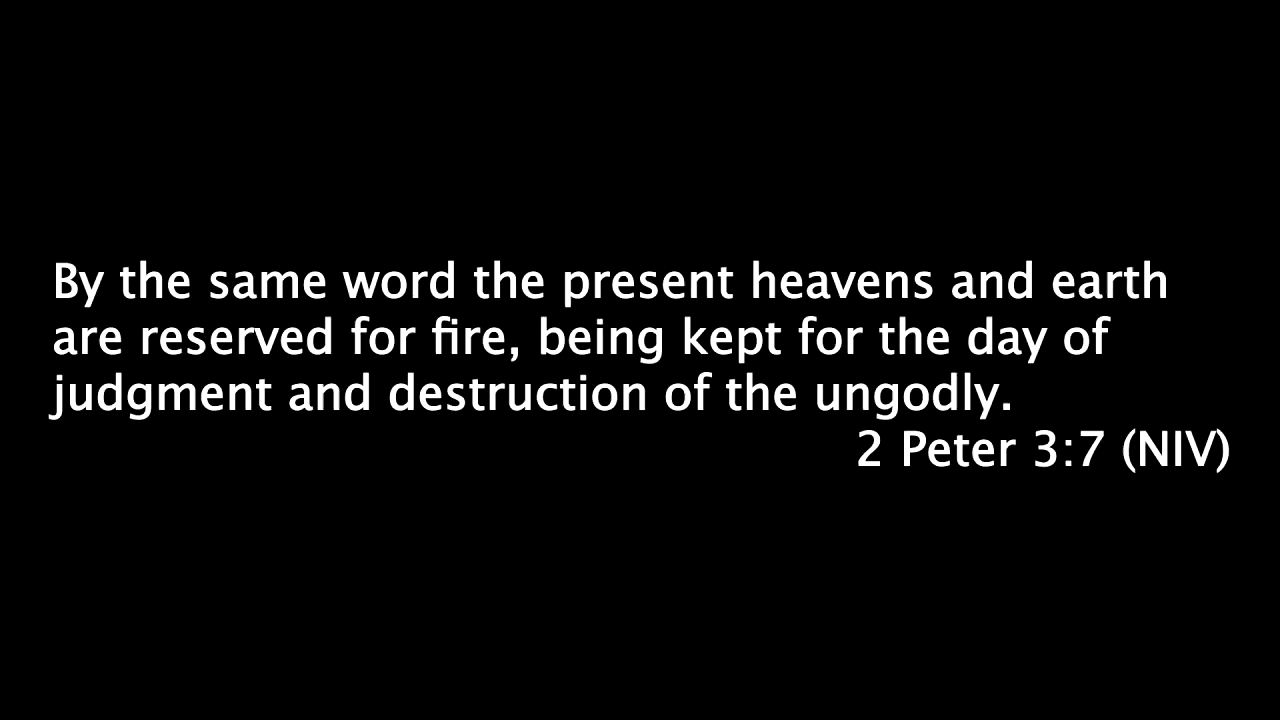 By the same word the present heavens and earth
are reserved for fire, being kept for the day of
judgment and destruction of the ungodly.
2 Peter 3:7 (NIV)